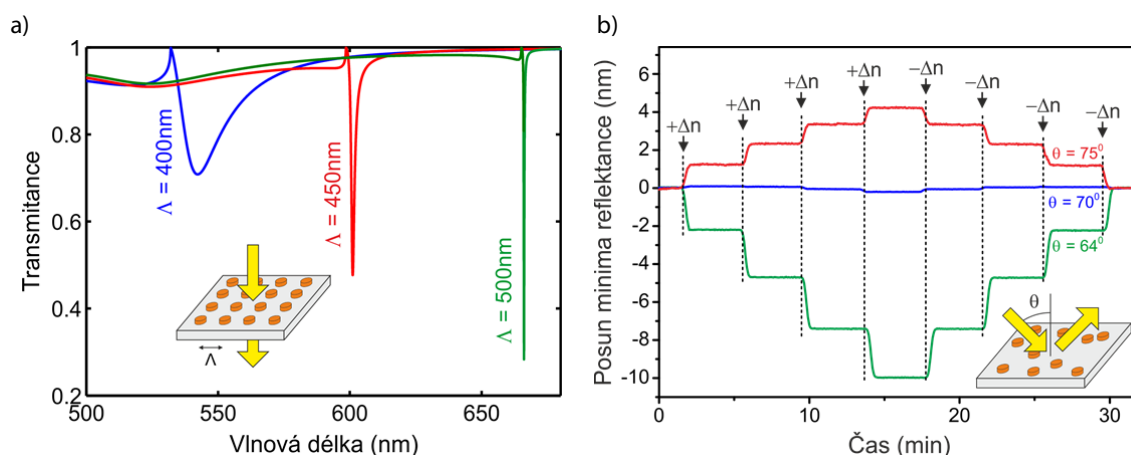 a)
Transmitance
1
0.8
0.6
0.4
0.2
500
550
600
650
Vlnová délka (nm)
Λ = 400nm
Λ = 450nm
Λ = 500nm
Λ
b)
Posun minima reflektance (nm)
6
4
2
0
-2
-4
-6
-8
-10
0
10
20
30
Čas (min)
+Δn
+Δn
+Δn
+Δn
−Δn
−Δn
−Δn
−Δn
θ = 75⁰
θ = 70⁰
θ = 64⁰
θ